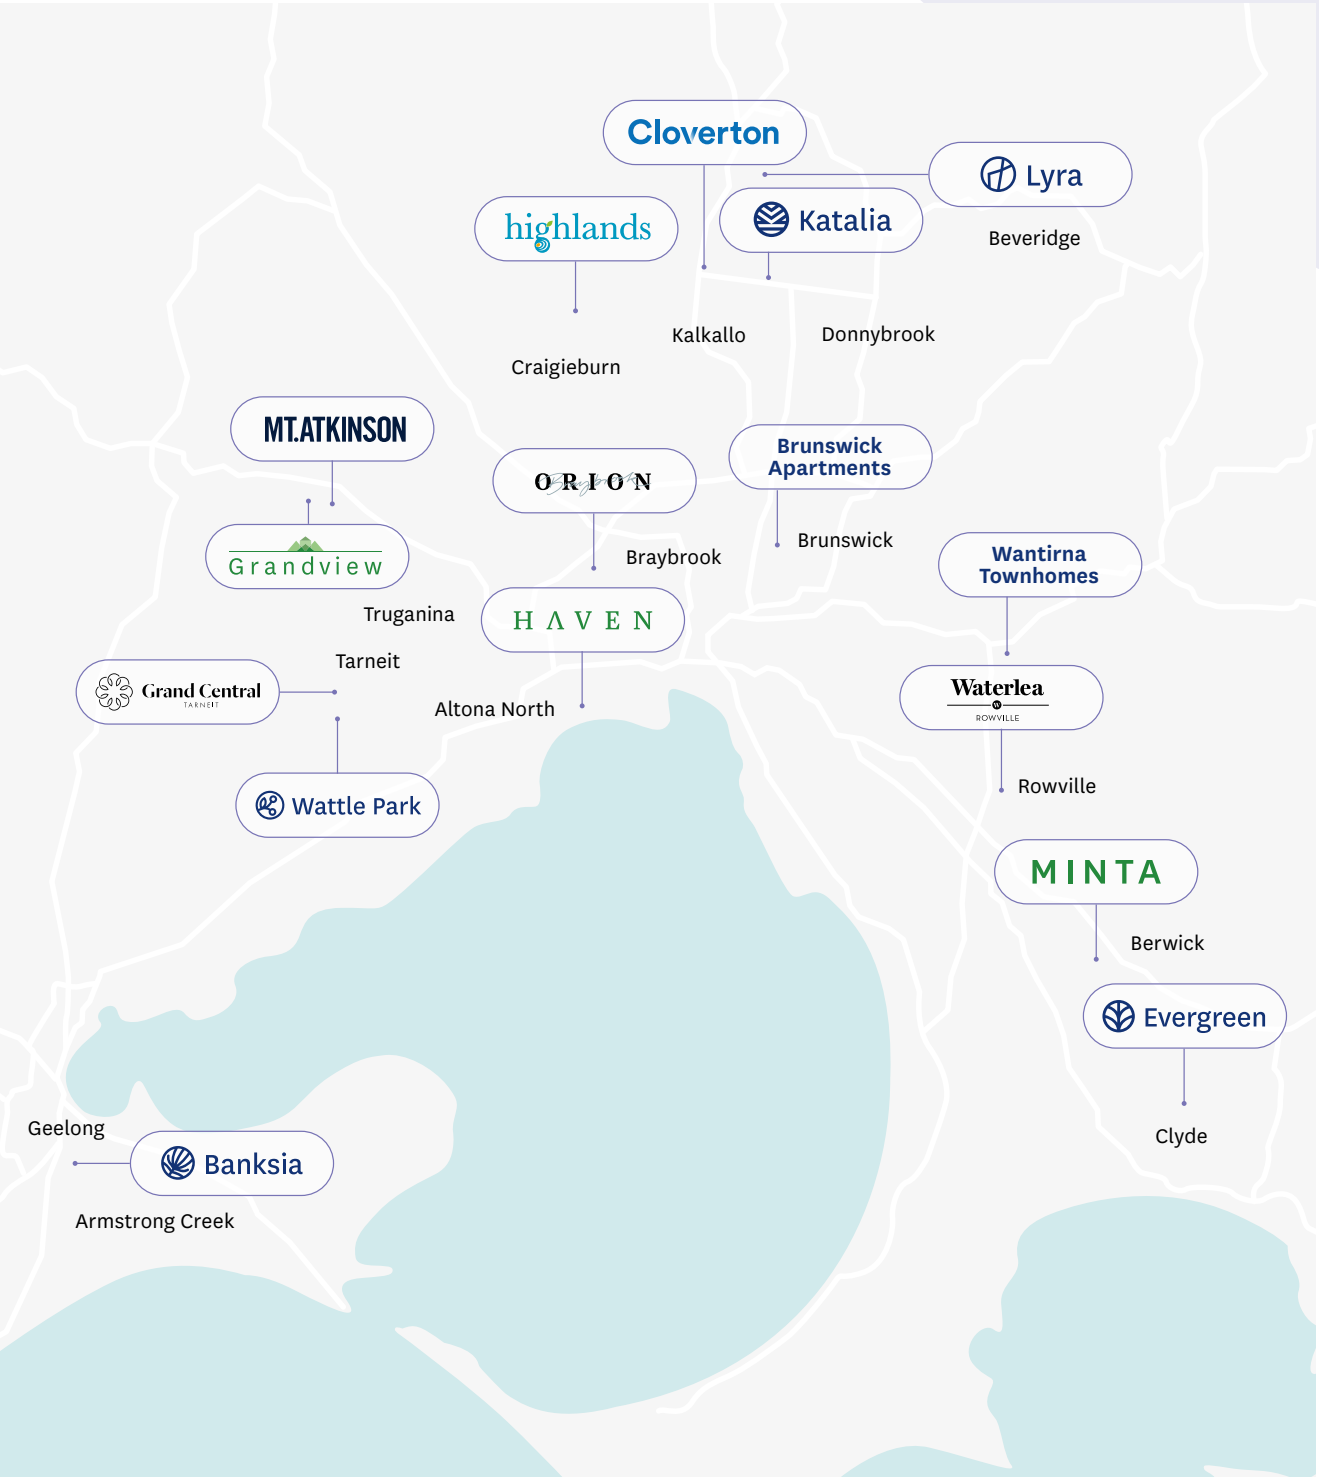 Cloverton
Lyra
highlands
Katalia
Beveridge
Kalkallo
Donnybrook
Craigieburn
MT.ATKINSON
Brunswick
Apartments
ORION
Braybrook
Brunswick
Braybrook
Wantirna
Townhomes
Grandview
Truganina
HAVEN
Tarneit
Grand Central
TARNEIT
Waterlea
W
ROWVILLE
Altona North
Rowville
Wattle Park
MINTA
Berwick
Evergreen
Geelong
Clyde
Banksia
Armstrong Creek